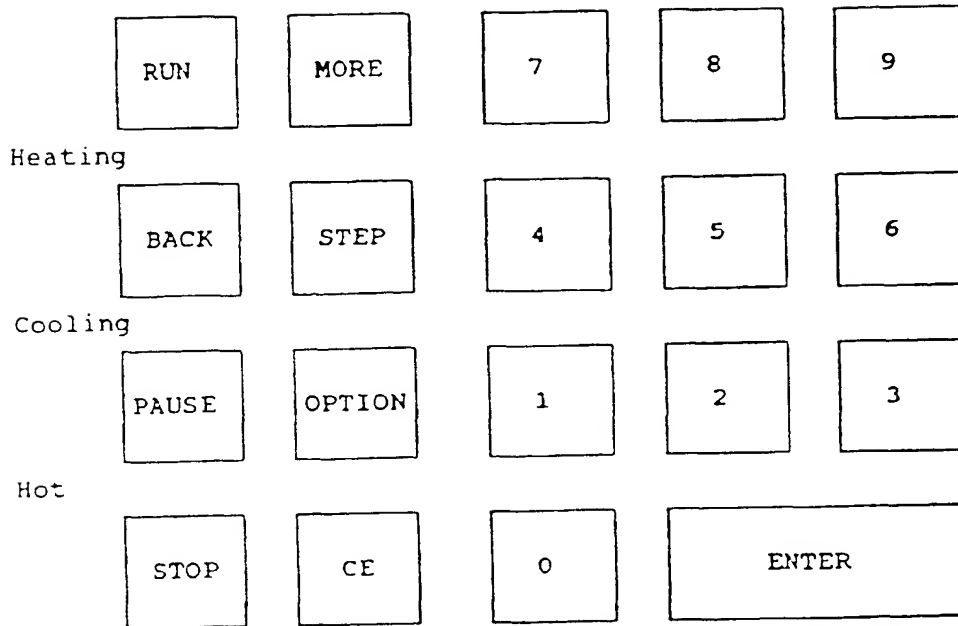 RUN MORE 7 8 9
Heating
BACK STEP 4 5 6
Cooling
PAUSE OPTION 1 2 3
Hot
STOP CE 0 ENTER